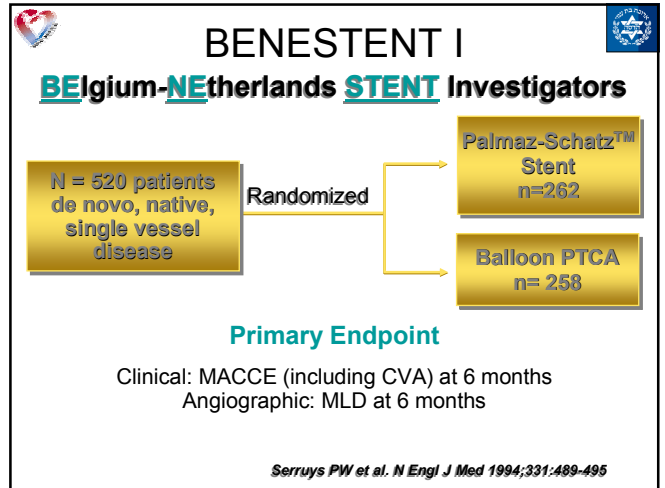 BENESTENT I
BElgium-NEtherlands STENT Investigators
N = 520 patients
de novo, native,
single vessel
disease
Randomized
Palmaz-Schatz™
Stent
n=262
Balloon PTCA
n= 258
Primary Endpoint
Clinical: MACCE (including CVA) at 6 months
Angiographic: MLD at 6 months
Serruys PW et al. N Engl J Med 1994;331:489-495